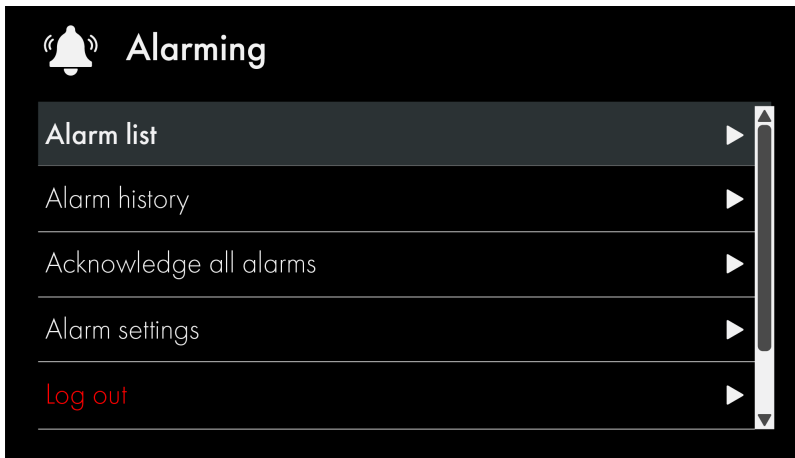 Alarming
Alarm list
Alarm history
Acknowledge all alarms
Alarm settings
Log out